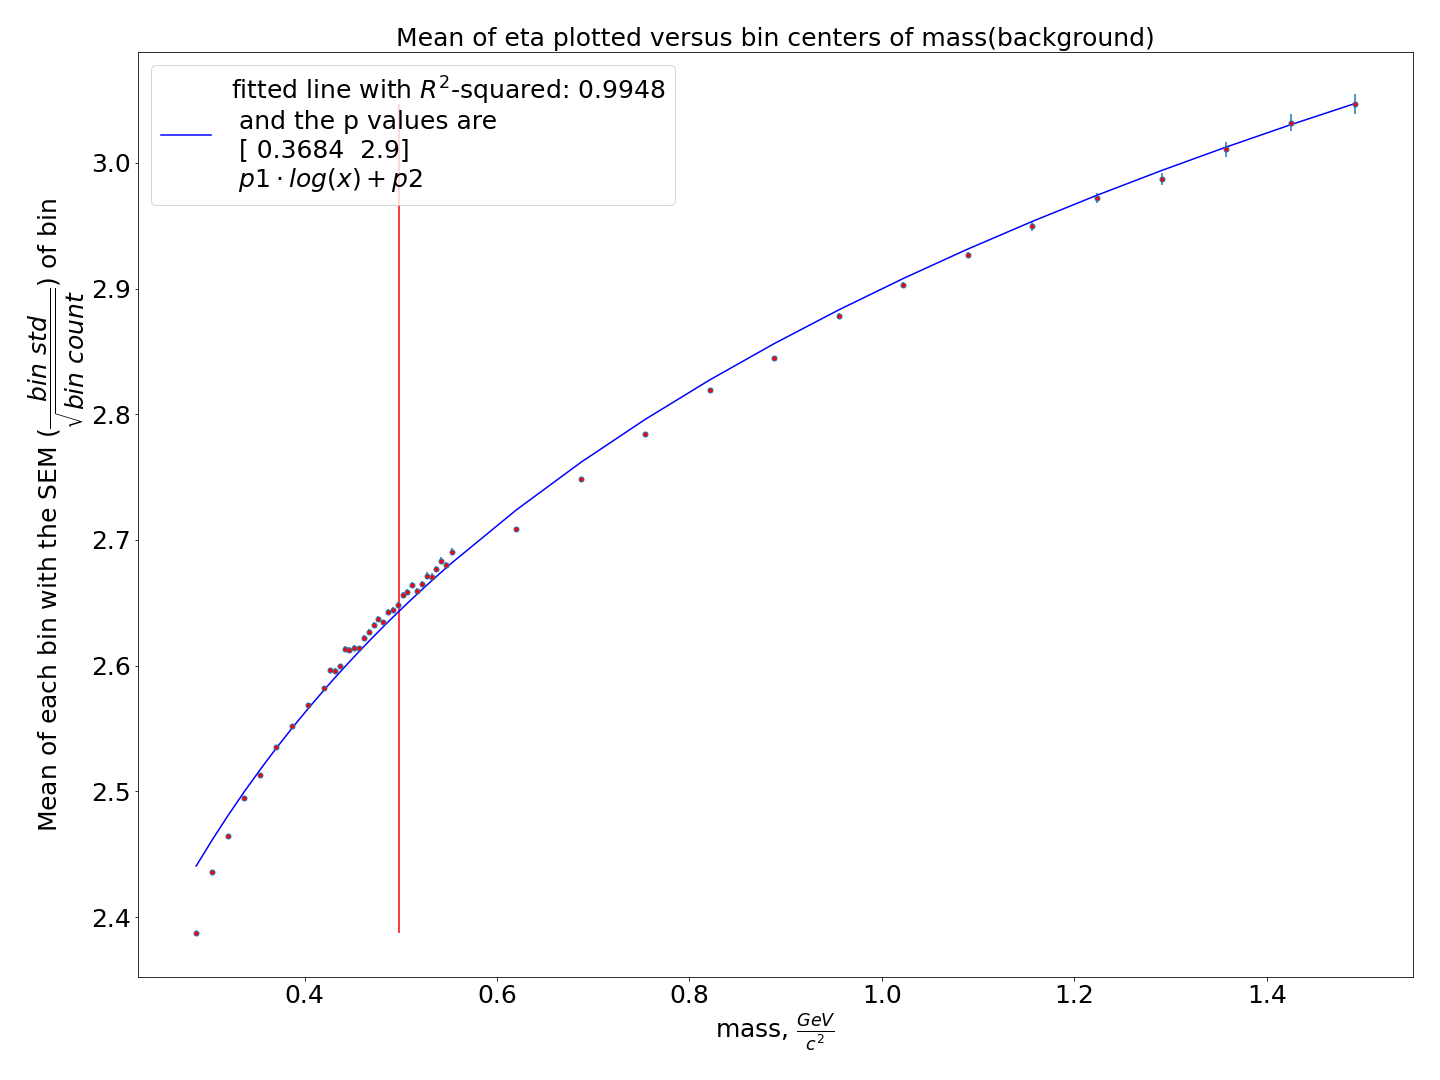 Mean of eta plotted versus bin centers of mass(background)
fitted line with R²-squared: 0.9948
and the p values are
[ 0.3684  2.9]
p1 · log(x) + p2
Mean of each bin with the SEM (bin std / √bin count) of bin
3.0
2.9
2.8
2.7
2.6
2.5
2.4
0.4 0.6 0.8 1.0 1.2 1.4
mass, GeV/c²